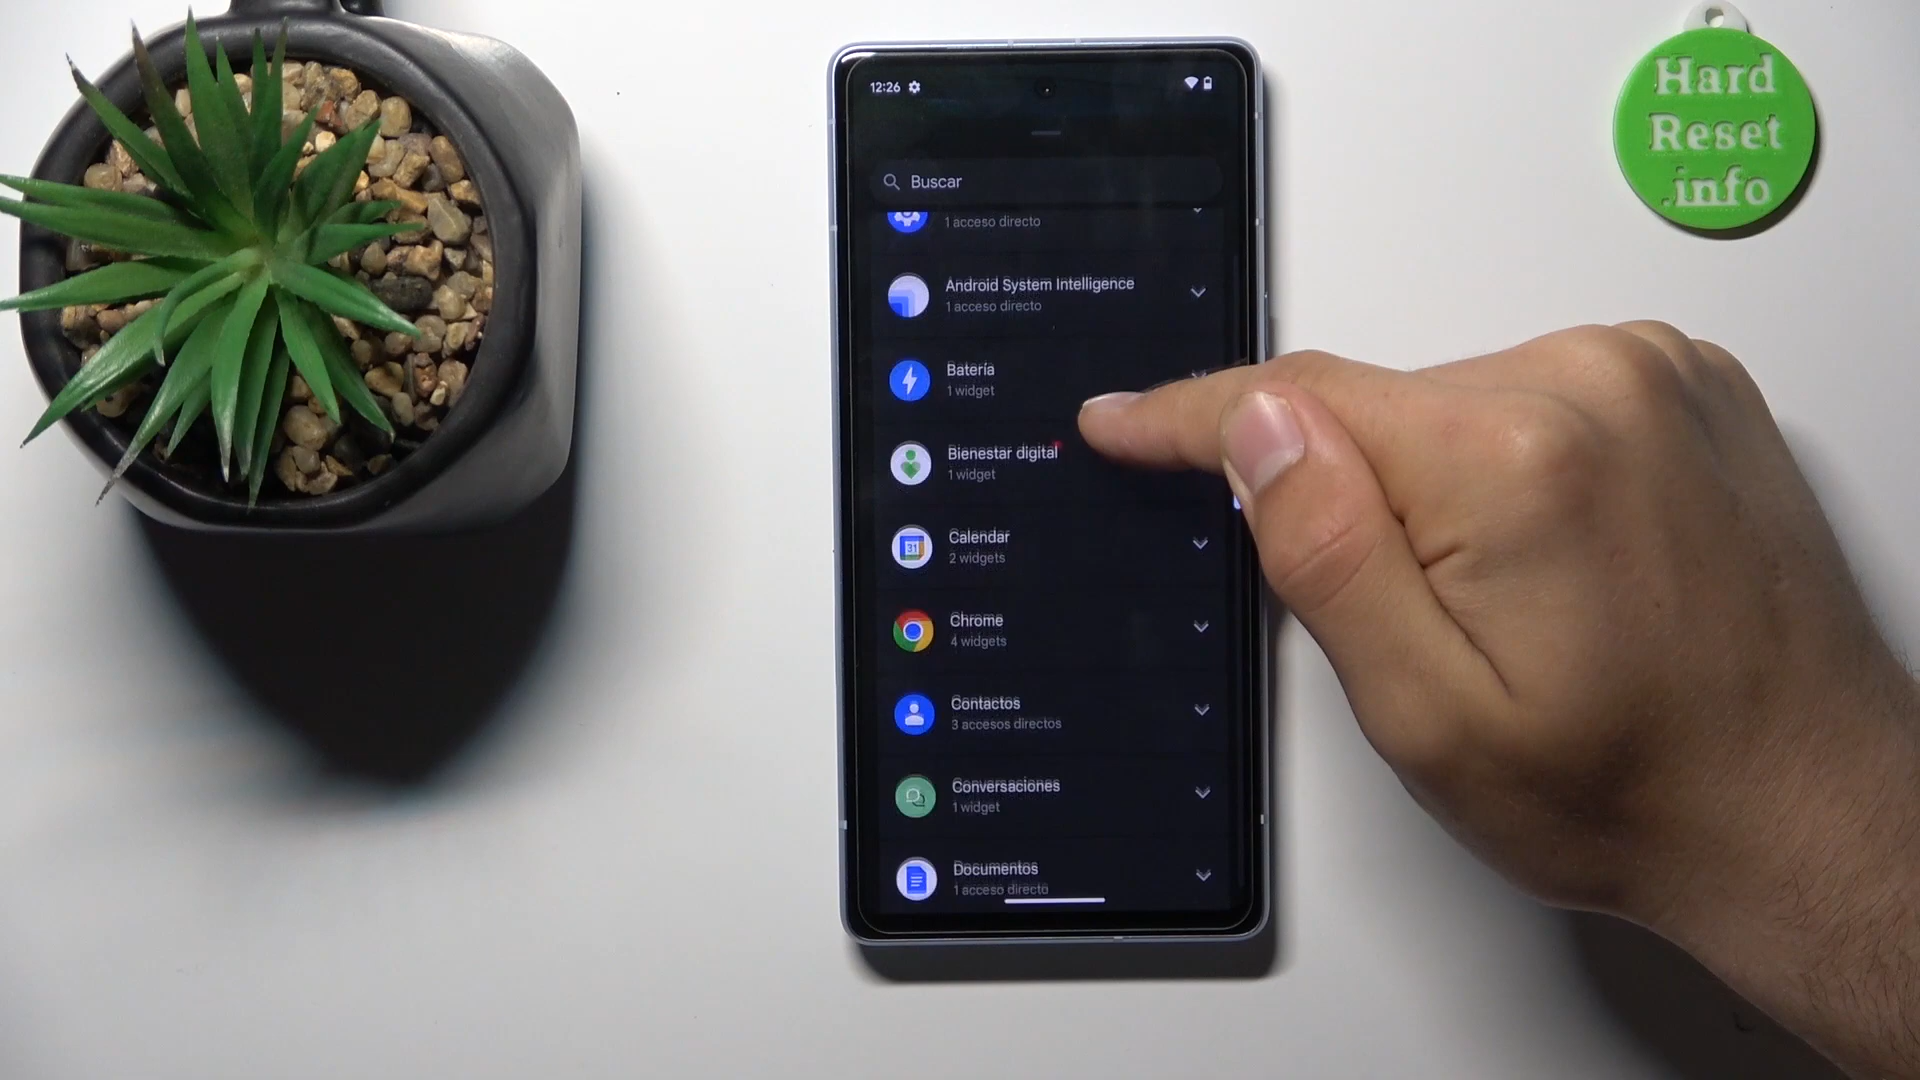 12:26
Buscar
1 acceso directo
Android System Intelligence
1 acceso directo
Batería
1 widget
Bienestar digital
1 widget
31
Calendar
2 widgets
Chrome
4 widgets
Contactos
3 accesos directos
Conversaciones
1 widget
Documentos
1 acceso directo
Hard
Reset
.info